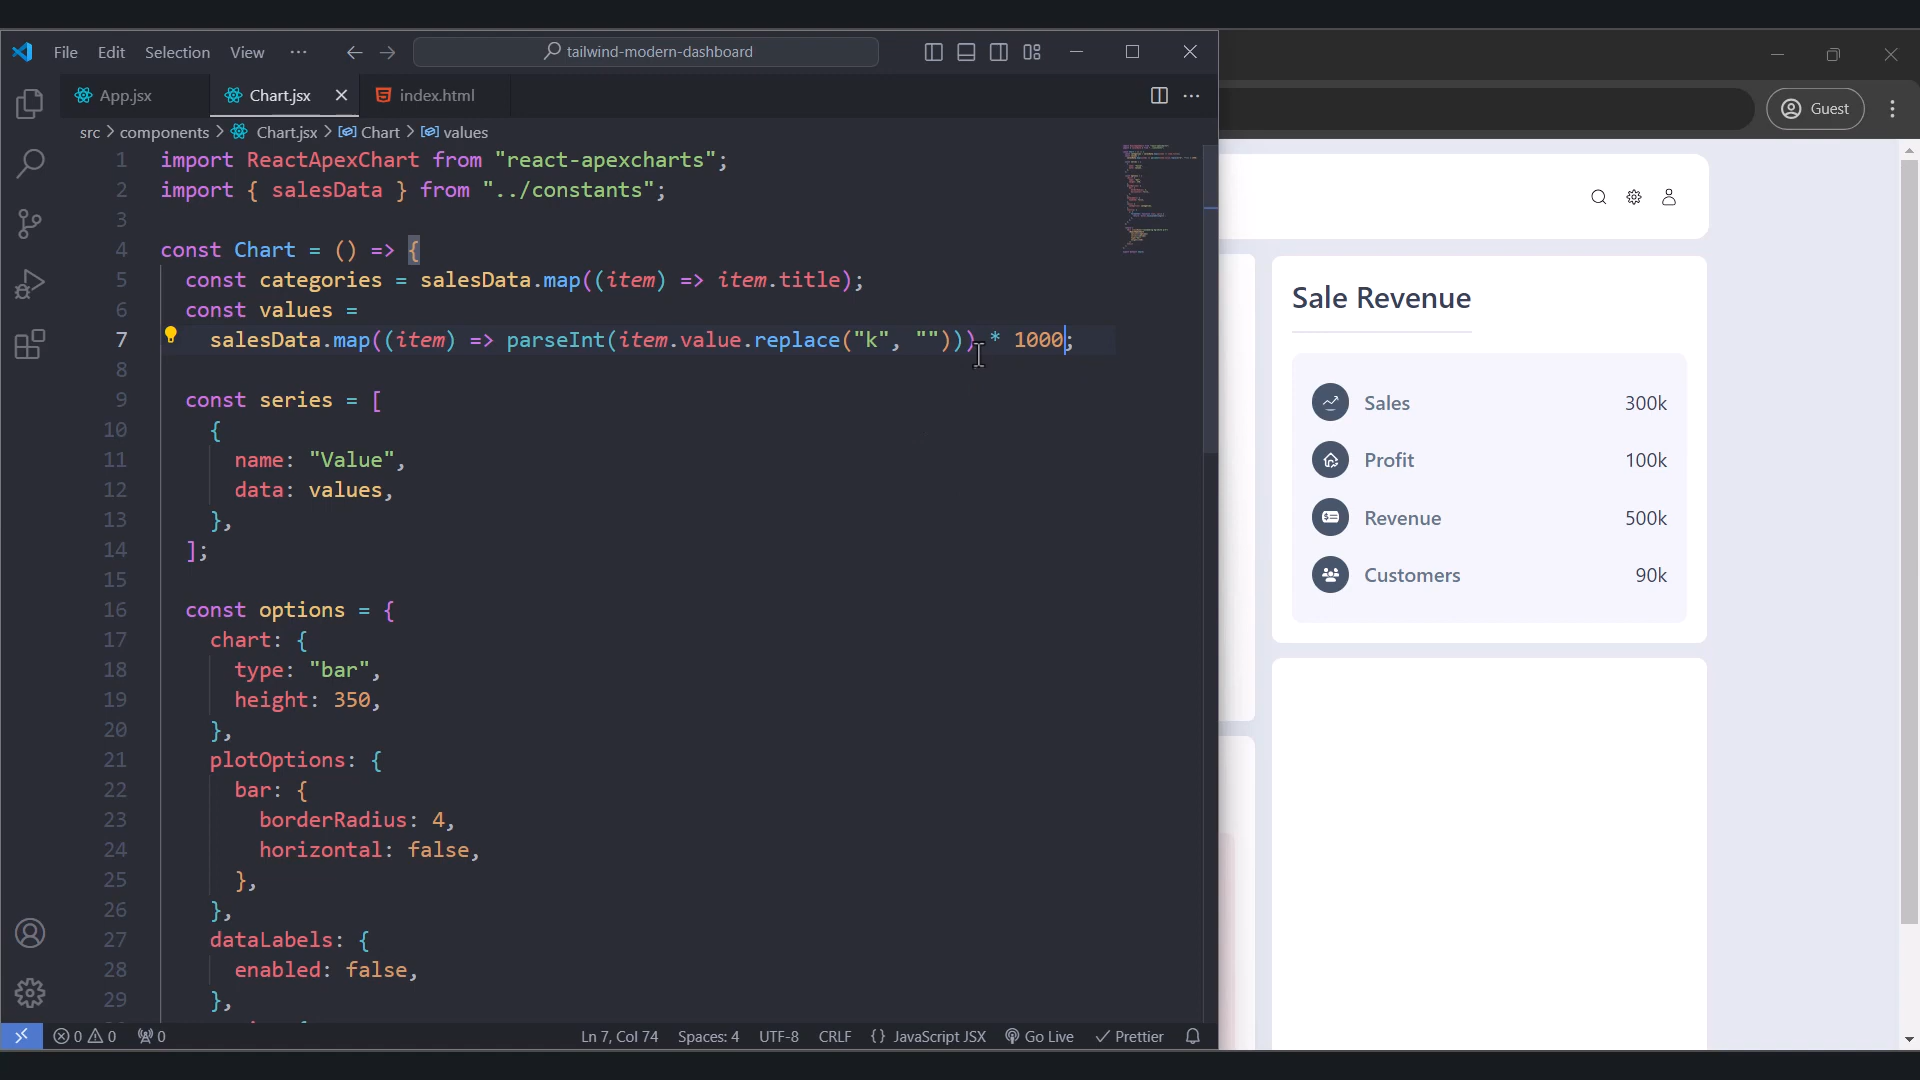 File Edit Selection View ··· tailwind-modern-dashboard
App.jsx Chart.jsx index.html
src > components > Chart.jsx > Chart > values
1 import ReactApexChart from "react-apexcharts";
2 import { salesData } from "../constants";
3
4 const Chart = () => {
5 const categories = salesData.map((item) => item.title);
6 const values =
7 salesData.map((item) => parseInt(item.value.replace("k", ""))) * 1000;
8
9 const series = [
10 {
11 name: "Value",
12 data: values,
13 },
14 ];
15
16 const options = {
17 chart: {
18 type: "bar",
19 height: 350,
20 },
21 plotOptions: {
22 bar: {
23 borderRadius: 4,
24 horizontal: false,
25 },
26 },
27 dataLabels: {
28 enabled: false,
29 },
0 0 0 Ln 7, Col 74 Spaces: 4 UTF-8 CRLF {} JavaScript JSX Go Live Prettier
Guest
Sale Revenue
Sales 300k
Profit 100k
Revenue 500k
Customers 90k